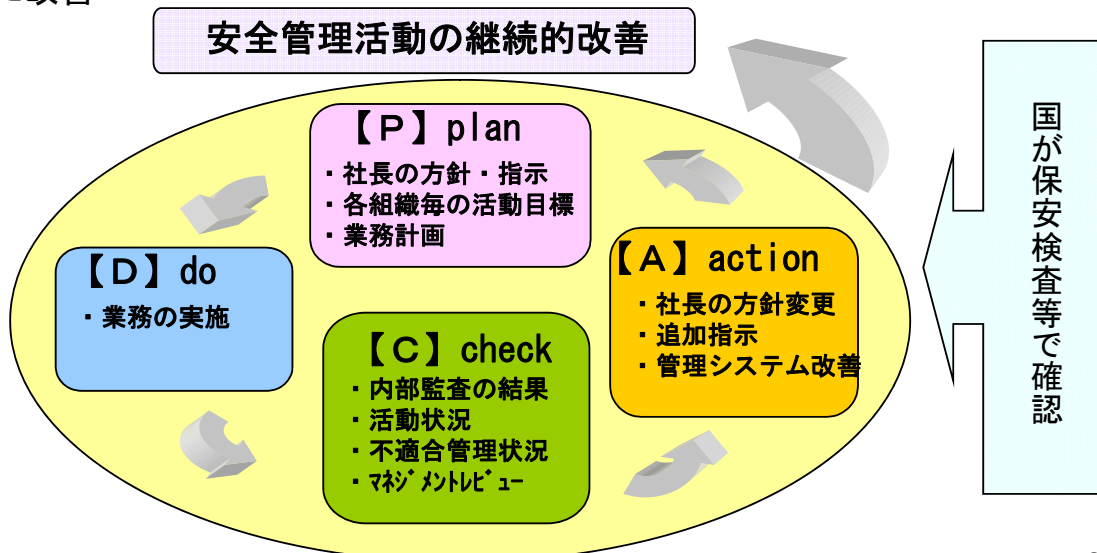 安全管理活動の継続的改善
【P】plan
・社長の方針・指示
・各組織毎の活動目標
・業務計画
【D】do
・業務の実施
【C】check
・内部監査の結果
・活動状況
・不適合管理状況
・ﾏﾈｼﾞﾒﾝﾄﾚﾋﾞｭｰ
【A】action
・社長の方針変更
・追加指示
・管理システム改善
国が保安検査等で確認